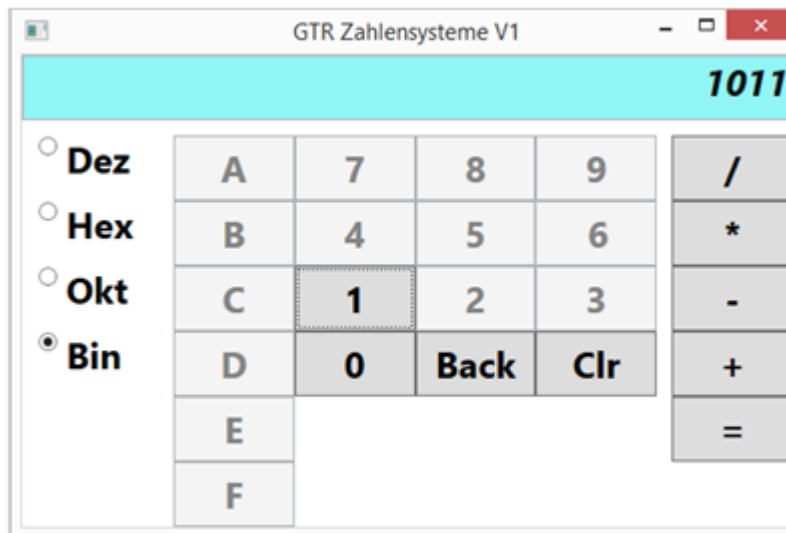 GTR Zahlensysteme V1
1011
Dez A 7 8 9 /
Hex B 4 5 6 *
Okt C 1 2 3 -
Bin D 0 Back Clr +
E =
F